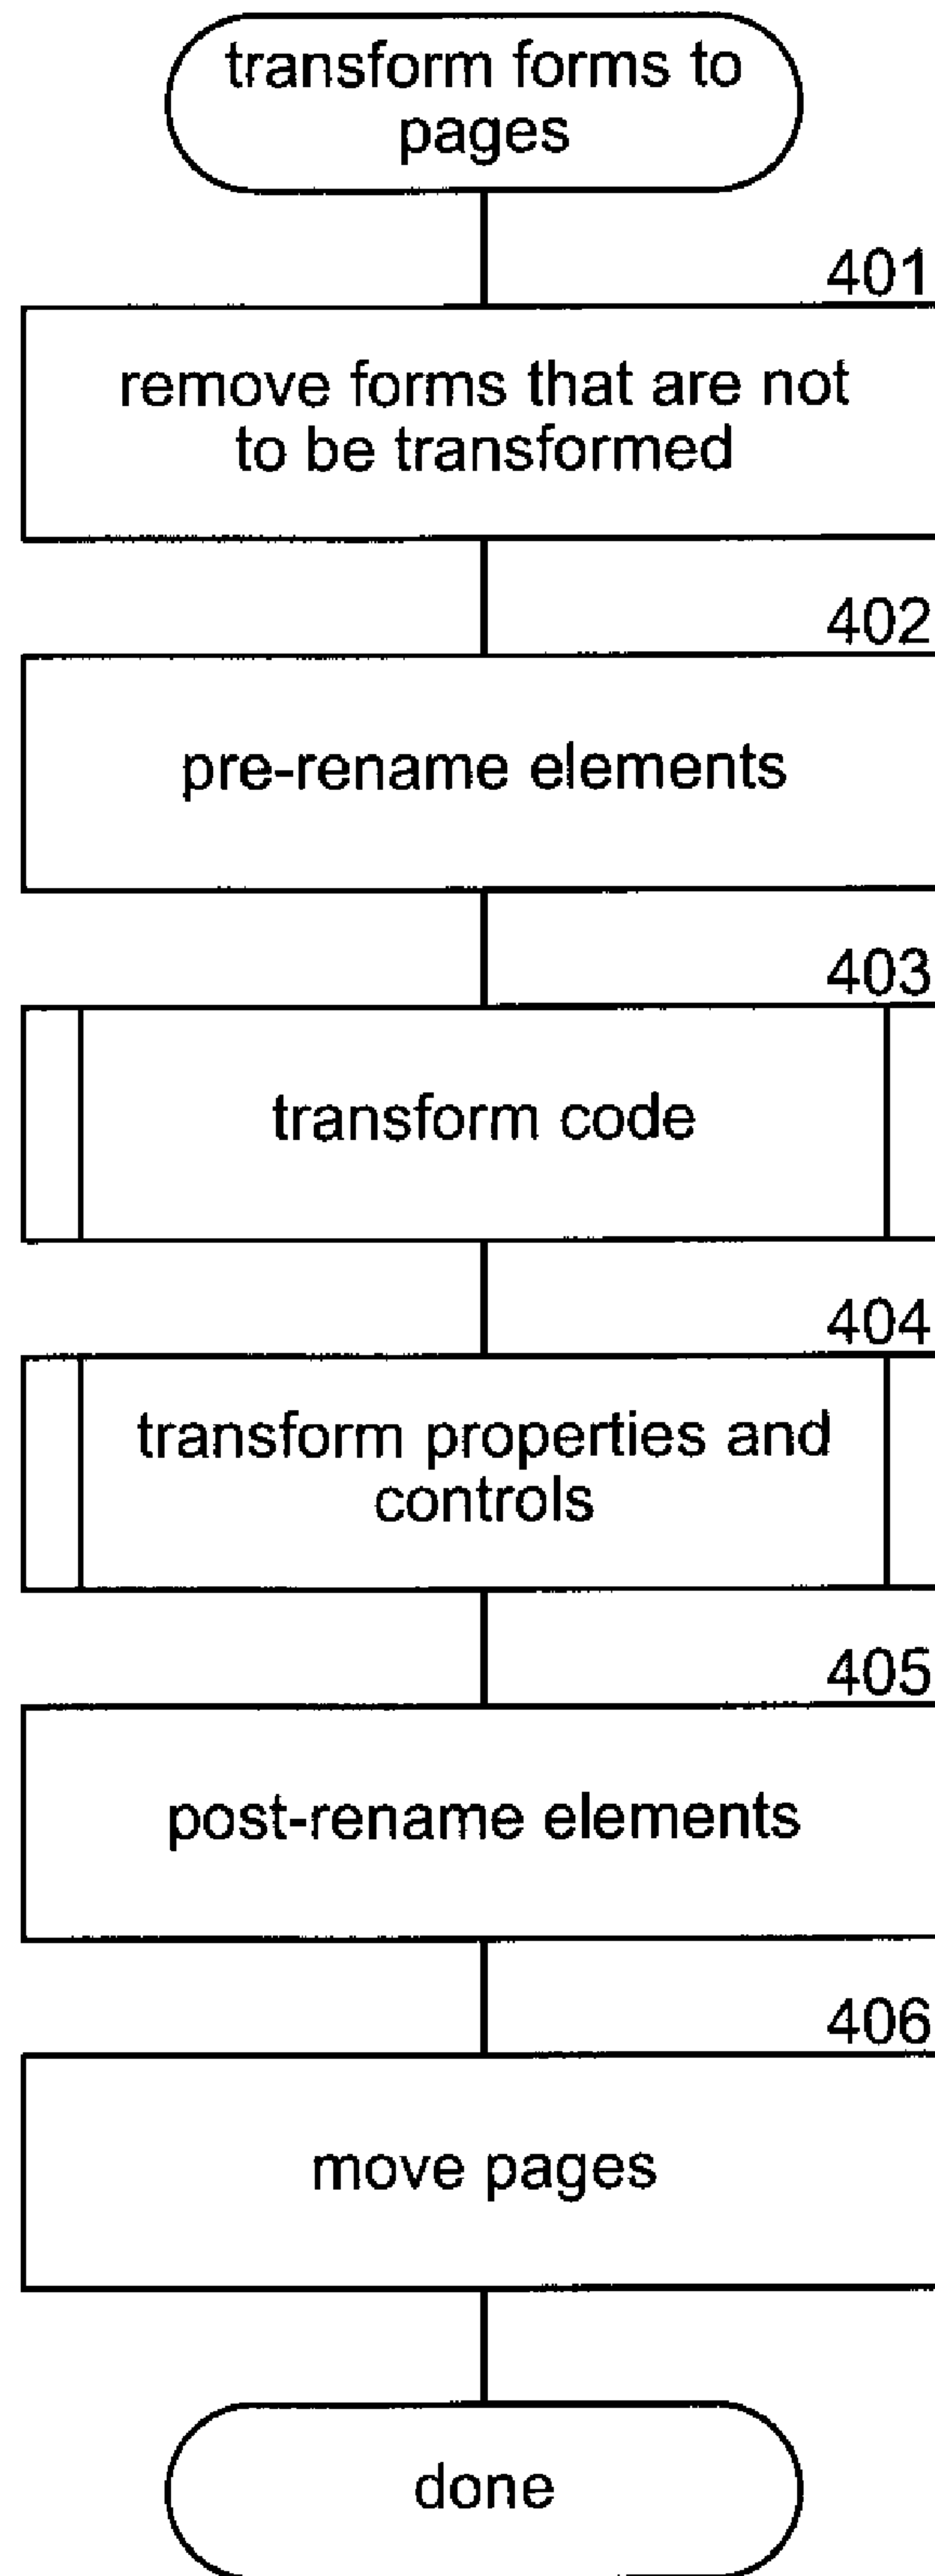 transform forms to
pages
401
remove forms that are not
to be transformed
402
pre-rename elements
403
transform code
404
transform properties and
controls
405
post-rename elements
406
move pages
done